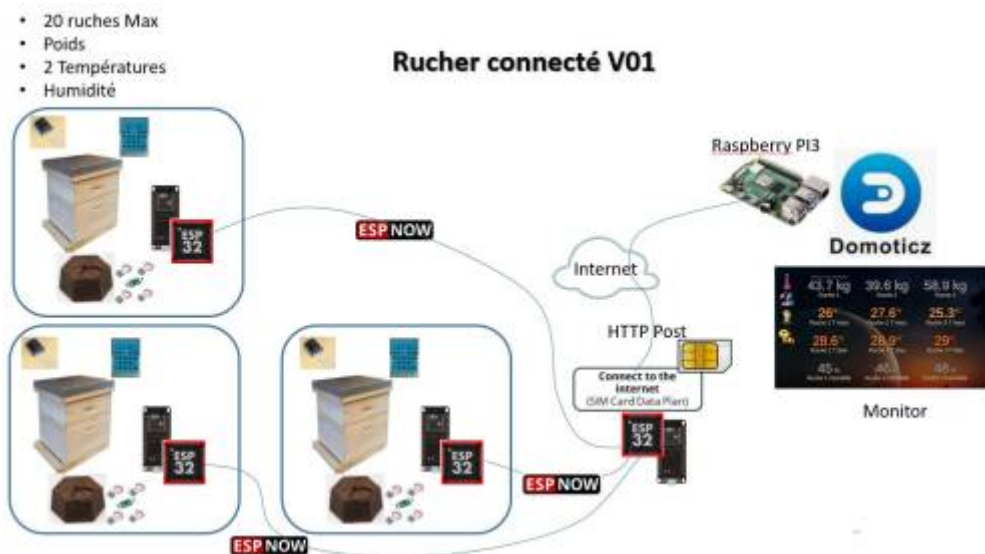 20 ruches Max
Poids
2 Températures
Humidité
Rucher connecté V01
Raspberry PI3
Domoticz
ESP 32
ESP NOW
Internet
HTTP Post
Connect to the internet
(SIM Card Data Plan)
ESP 32
ESP 32
ESP 32
ESP NOW
ESP NOW
43.7 kg 39.6 kg 58.9 kg
26° 27.6° 25.3°
28.6° 28.9° 29°
45 46 46
Monitor